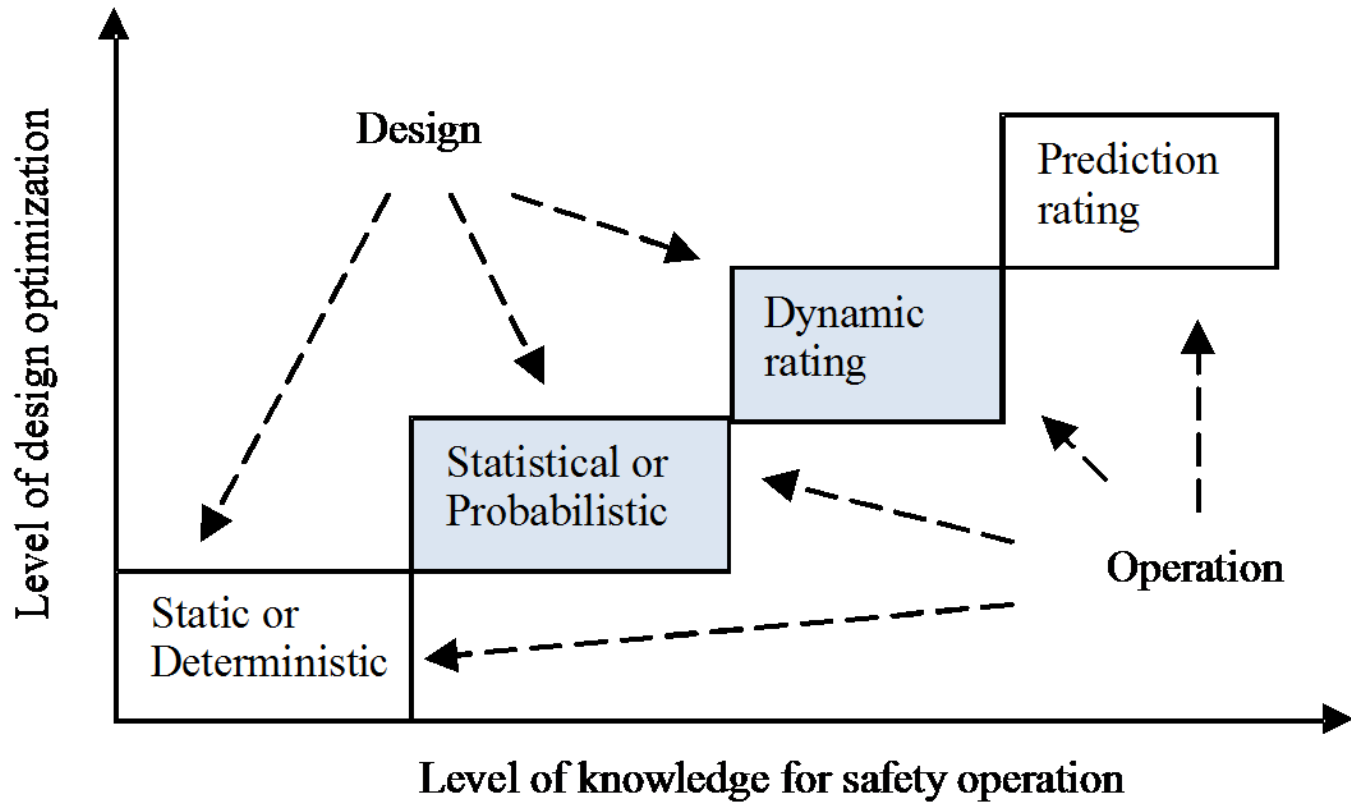 Level of design optimization
Design
Prediction
rating
Dynamic
rating
Statistical or
Probabilistic
Operation
Static or
Deterministic
Level of knowledge for safety operation